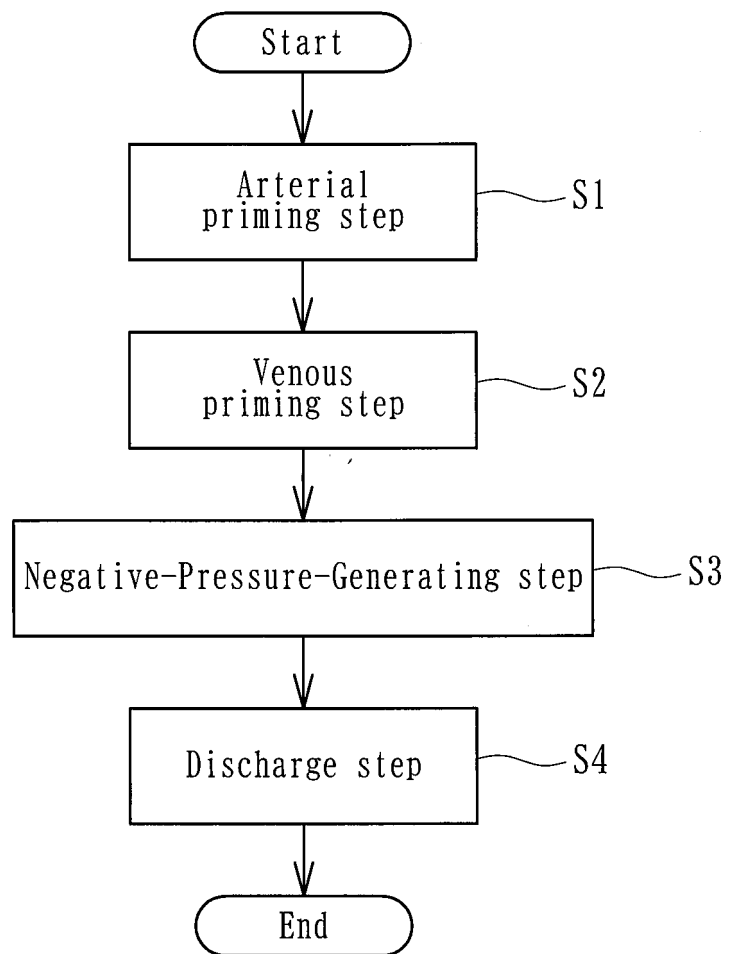 Start
Arterial
priming step
S1
Venous
priming step
S2
Negative-Pressure-Generating step
S3
Discharge step
S4
End